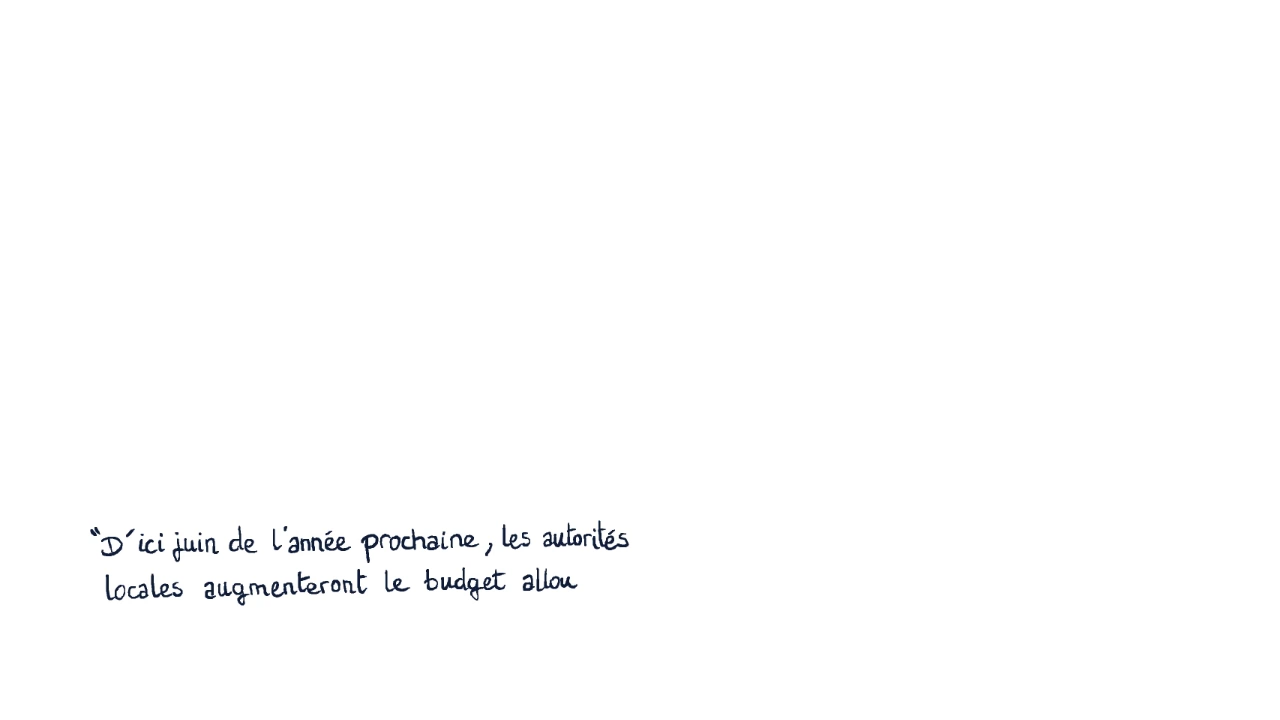 "D'ici juin de l'année prochaine, les autorités
locales augmenteront le budget allou